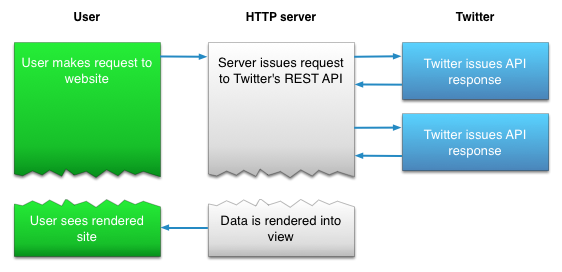 User
HTTP server
Twitter
User makes request to
website
Server issues request
to Twitter's REST API
Twitter issues API
response
Twitter issues API
response
User sees rendered
site
Data is rendered into
view